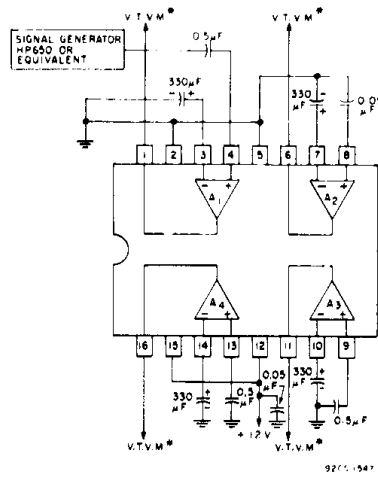 V.T.V.M*
V.T.V.M*
SIGNAL GENERATOR
HP650 OR
EQUIVALENT
0.5μF
330μF
- +
330
μF
-
+
1 2 3 4 5 6 7 8
- +
A1
- +
A2
A4
- +
A3
- +
16 15 14 13 12 11 10 9
330
μF
+
-
0.5
μF
0.05
μF
+12V
330
μF
+
-
0.5μF
V.T.V.M*
V.T.V.M*